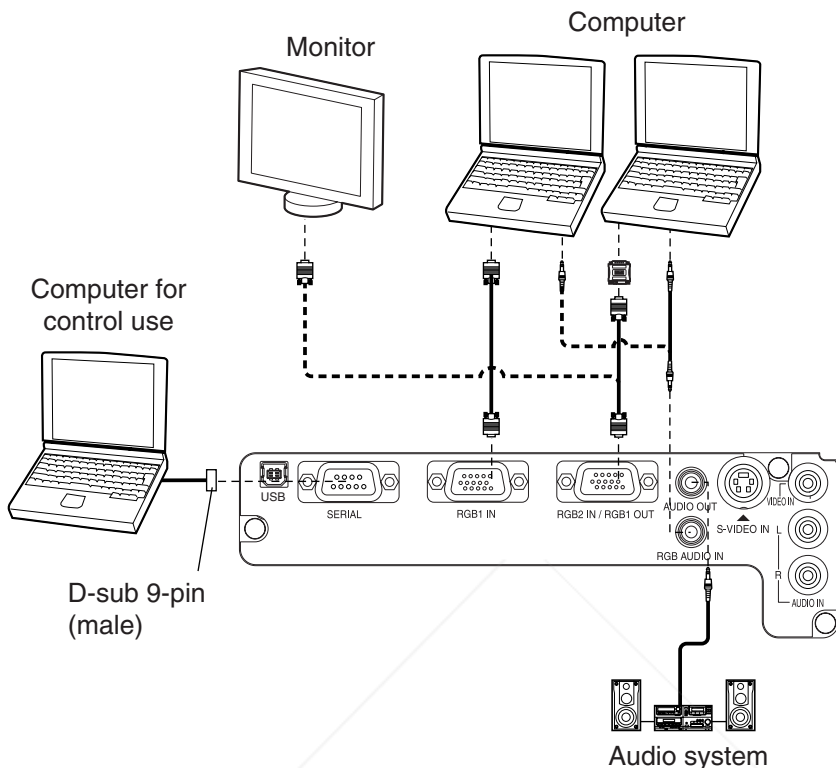 Computer
Monitor
Computer for
control use
USB
SERIAL
RGB1 IN
RGB2 IN / RGB1 OUT
AUDIO OUT
RGB AUDIO IN
S-VIDEO IN
VIDEO IN
L
R
AUDIO IN
D-sub 9-pin
(male)
Audio system